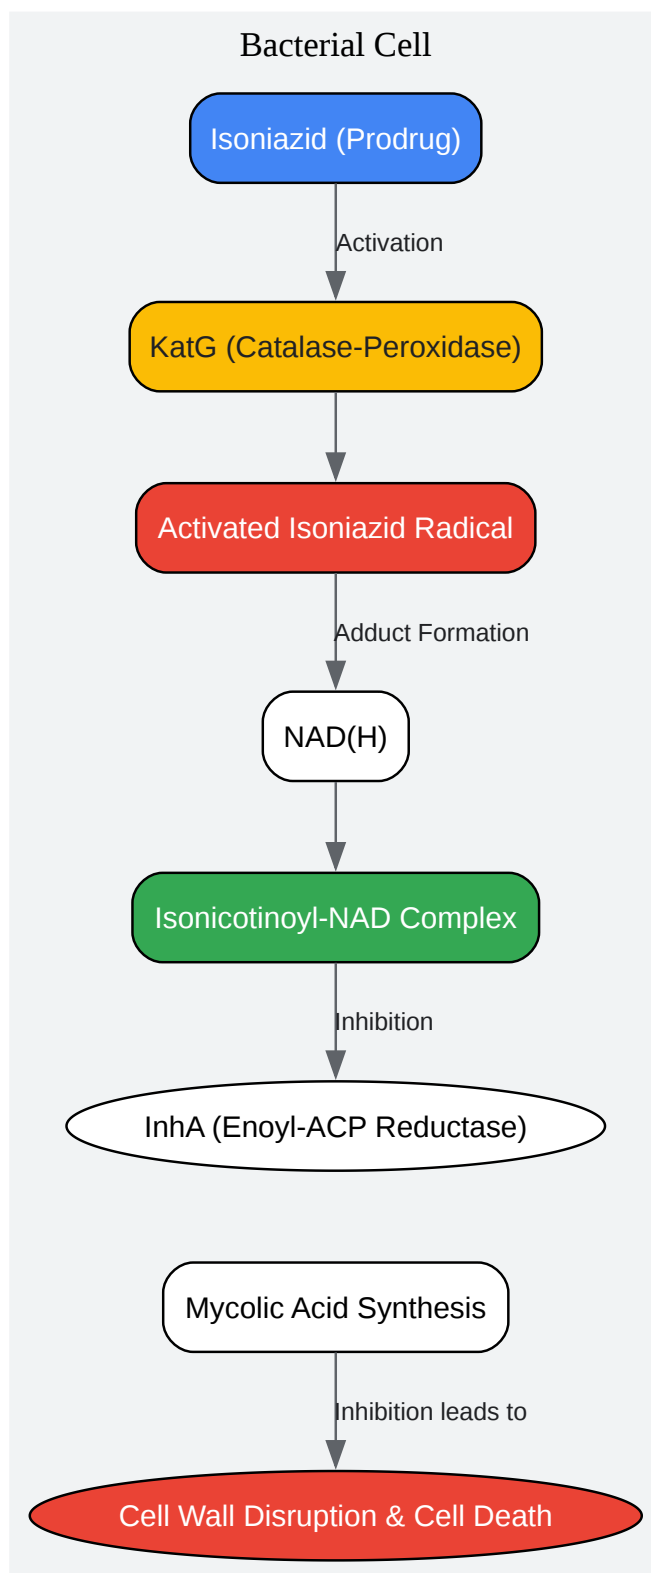 Bacterial Cell
Isoniazid (Prodrug)
Activation
KatG (Catalase-Peroxidase)
Activated Isoniazid Radical
Adduct Formation
NAD(H)
Isonicotinoyl-NAD Complex
Inhibition
InhA (Enoyl-ACP Reductase)
Mycolic Acid Synthesis
Inhibition leads to
Cell Wall Disruption & Cell Death